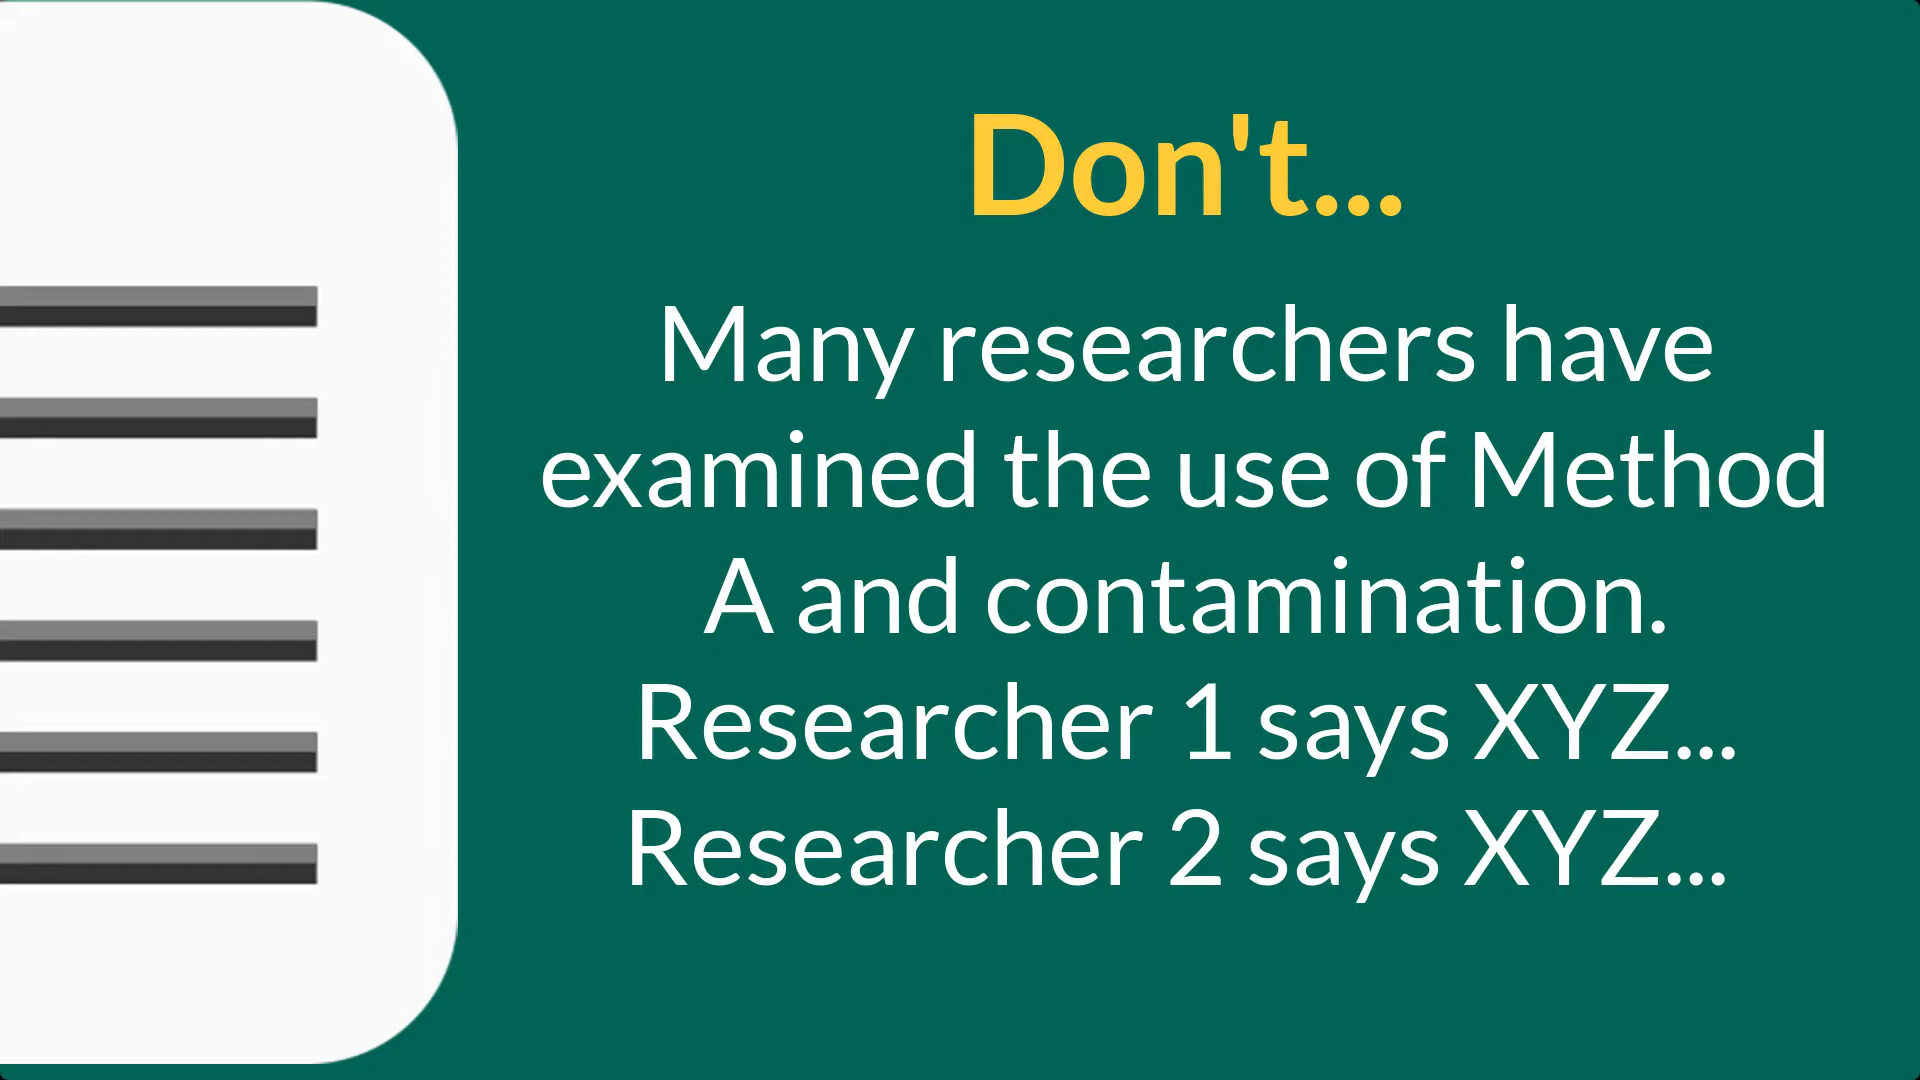 Don't...
Many researchers have
examined the use of Method
A and contamination.
Researcher 1 says XYZ...
Researcher 2 says XYZ...